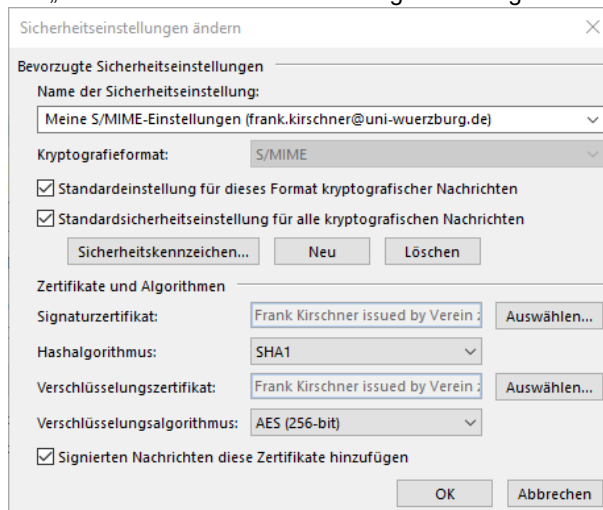 Sicherheitseinstellungen ändern
Bevorzugte Sicherheitseinstellungen
Name der Sicherheitseinstellung:
Meine S/MIME-Einstellungen (frank.kirschner@uni-wuerzburg.de)
Kryptografieformat: S/MIME
Standardeinstellung für dieses Format kryptografischer Nachrichten
Standardsicherheitseinstellung für alle kryptografischen Nachrichten
Sicherheitskennzeichen... Neu Löschen
Zertifikate und Algorithmen
Signaturzertifikat: Frank Kirschner issued by Verein Auswählen...
Hashalgorithmus: SHA1
Verschlüsselungszertifikat: Frank Kirschner issued by Verein Auswählen...
Verschlüsselungsalgorithmus: AES (256-bit)
Signierten Nachrichten diese Zertifikate hinzufügen
OK Abbrechen